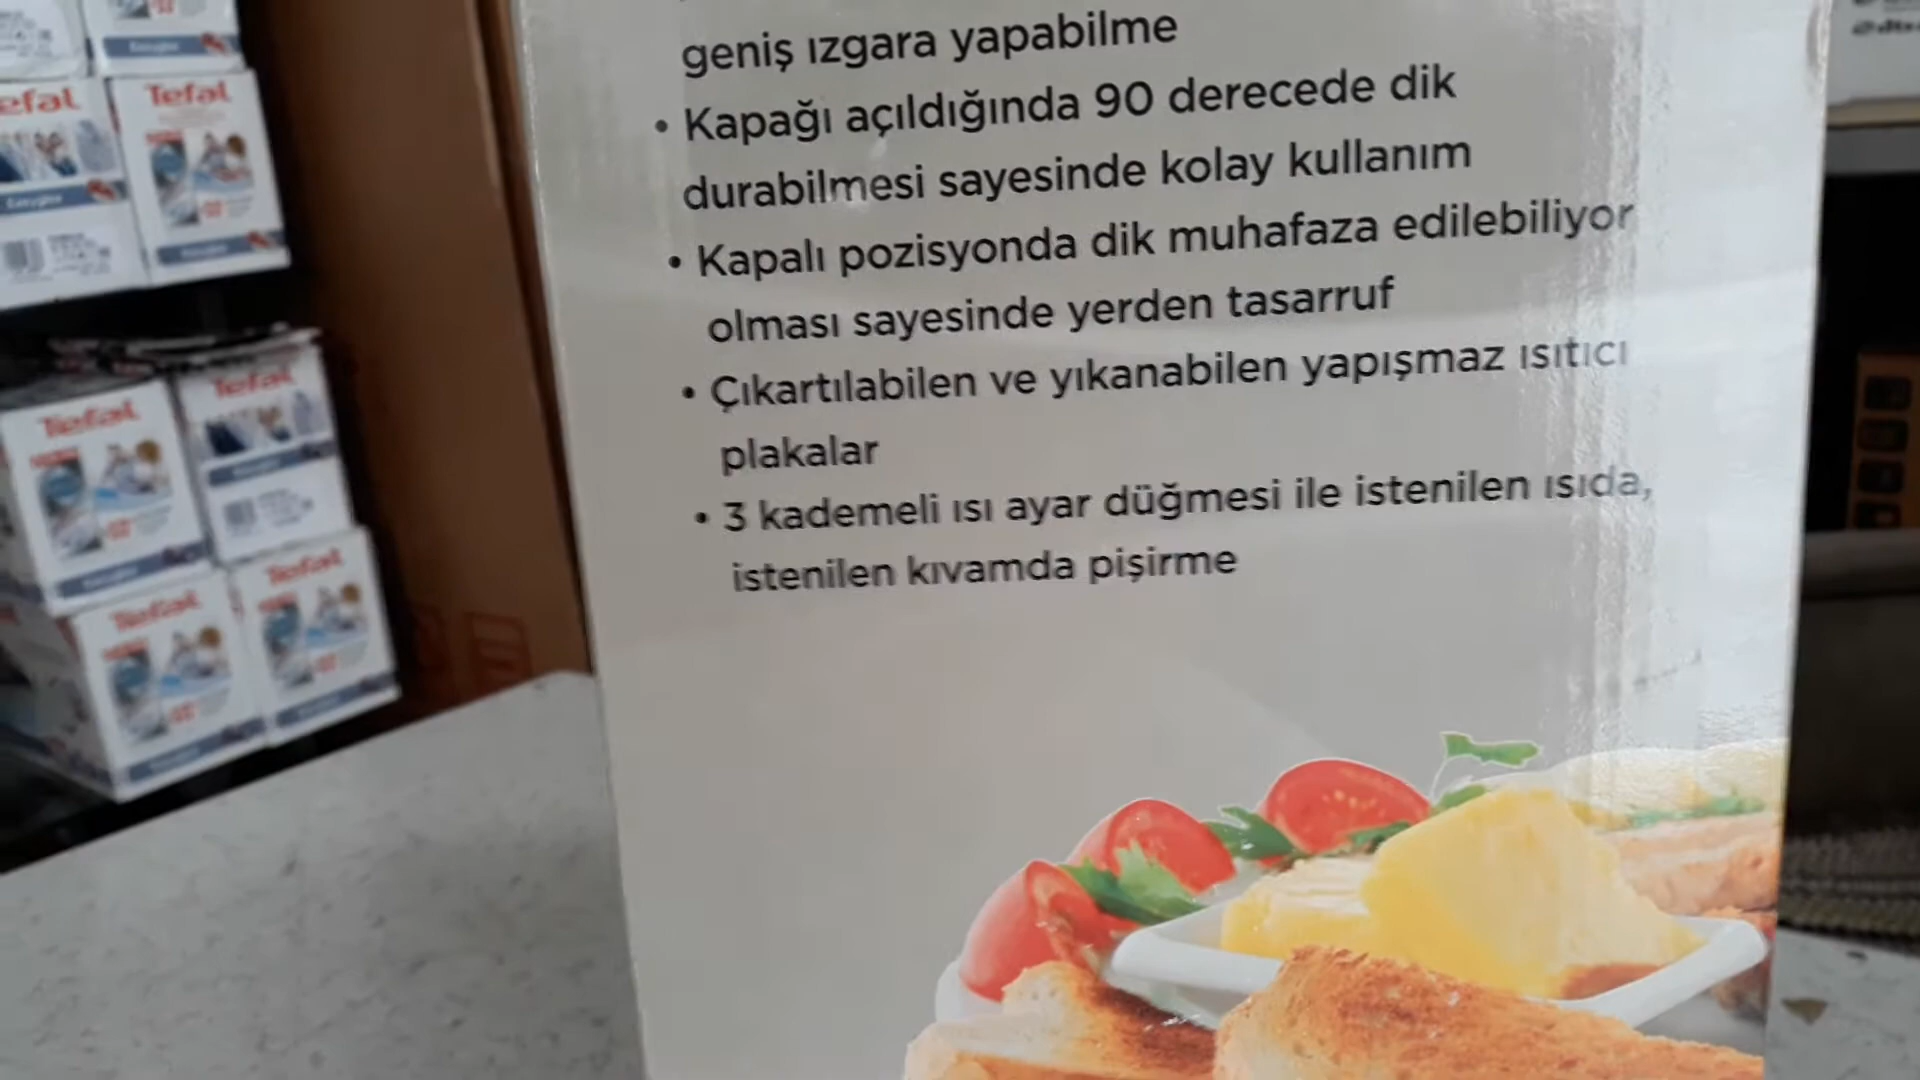 geniş ızgara yapabilme
• Kapağı açıldığında 90 derecede dik
durabilmesi sayesinde kolay kullanım
• Kapalı pozisyonda dik muhafaza edilebiliyor
olması sayesinde yerden tasarruf
• Çıkartılabilen ve yıkanabilen yapışmaz ısıtıcı
plakalar
• 3 kademeli ısı ayar düğmesi ile istenilen ısıda,
istenilen kıvamda pişirme
efal
Tefal
Tefal
Tefal
Tefal
Tefal